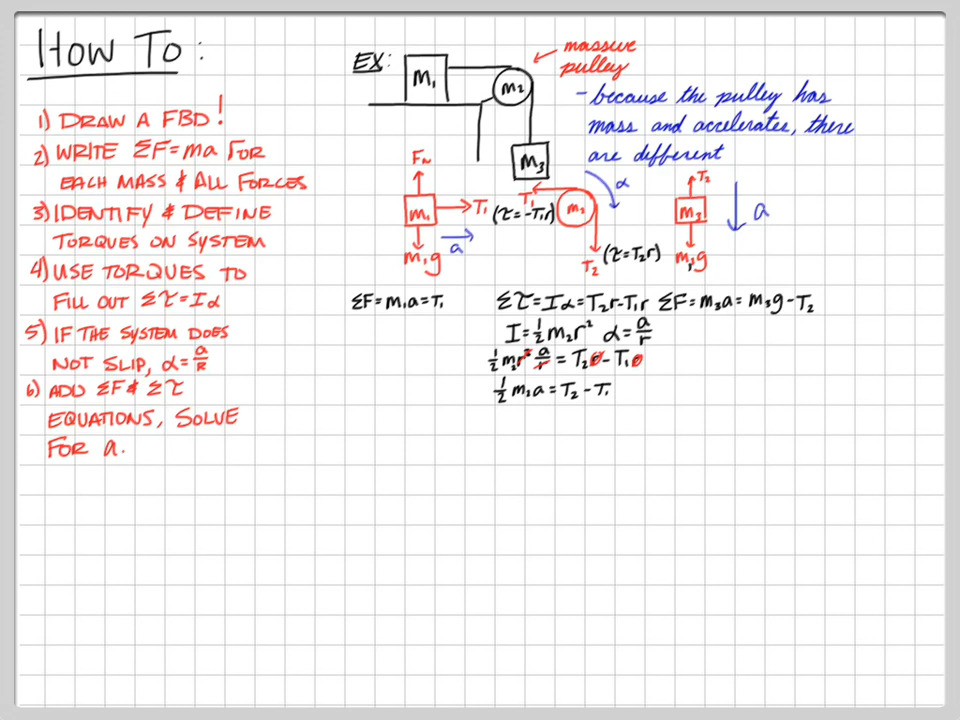 How To:
1) DRAW A FBD!
2) WRITE ΣF=ma FOR
EACH MASS & ALL FORCES
3) IDENTIFY & DEFINE
TORQUES ON SYSTEM
4) USE TORQUES TO
FILL OUT Στ=Iα
5) IF THE SYSTEM DOES
NOT SLIP, α=a/R
6) ADD ΣF & Στ
EQUATIONS, SOLVE
FOR a.
EX:
m₁
m₂
m₃
massive
pulley
- because the pulley has
mass and accelerates, there
are different
F_N
m₁
T₁
m₁g
a
T₁
(τ=-T₁r)
m₂
α
T₂
(τ=T₂r)
T₂
m₃
m₃g
a
ΣF=m₁a=T₁
Στ=Iα=T₂r-T₁r
ΣF=m₃a=m₃g-T₂
I=½m₂r² α=a/r
½m₂r² a/r = T₂r-T₁r
½m₂a=T₂-T₁